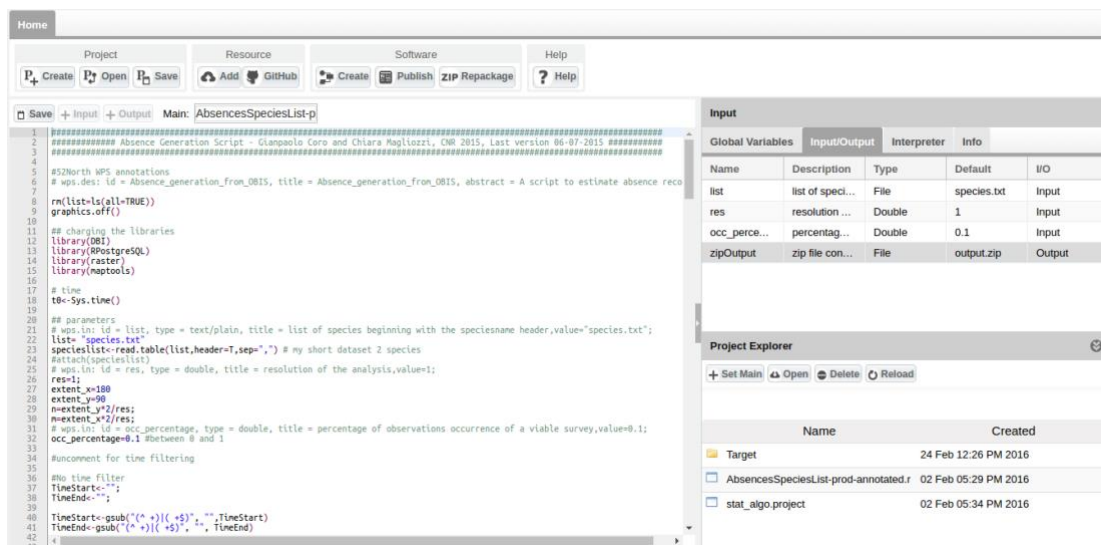 Home
Project
Resource
Software
Help
Create
Open
Save
Add
GitHub
Create
Publish
ZIP Repackage
? Help
Save + Input + Output Main: AbsencesSpeciesList-p
1 ####################
2 ############# Absence Generation Script - Gianpaolo Coro and Chiara Magliozzi, CNR 2015, Last version 06-07-2015 ###########
3 ####################
4
5 #52North WPS annotations
6 # wps.des: id = Absence_generation_from_OBIS, title = Absence_generation_from_OBIS, abstract = A script to estimate absence reco
7
8 rm(list=ls(all=TRUE))
9 graphics.off()
10
11 ## charging the libraries
12 library(DBI)
13 library(RPostgreSQL)
14 library(raster)
15 library(maptools)
16
17 # time
18 t0<-Sys.time()
19
20 ## parameters
21 # wps.in: id = list, type = text/plain, title = list of species beginning with the speciesname header,value="species.txt";
22 list= "species.txt"
23 specieslist<-read.table(list,header=T,sep=",") # my short dataset 2 species
24 #attach(specieslist)
25 # wps.in: id = res, type = double, title = resolution of the analysis,value=1;
26 res=1;
27 extent_x=180
28 extent_y=90
29 n=extent_y*2/res;
30 m=extent_x*2/res;
31 # wps.in: id = occ_percentage, type = double, title = percentage of observations occurrence of a viable survey,value=0.1;
32 occ_percentage=0.1 #between 0 and 1
33
34 #uncomment for time filtering
35
36 #No time filter
37 TimeStart<-"";
38 TimeEnd<-"";
39
40 TimeStart<-gsub("(^ +)|( +$)", "",TimeStart)
41 TimeEnd<-gsub("(^ +)|( +$)", "", TimeEnd)
42
Input
Global Variables Input/Output Interpreter Info
Name Description Type Default I/O
list list of speci... File species.txt Input
res resolution ... Double 1 Input
occ_perce... percentag... Double 0.1 Input
zipOutput zip file con... File output.zip Output
Project Explorer
+ Set Main Open Delete Reload
Name Created
Target 24 Feb 12:26 PM 2016
AbsencesSpeciesList-prod-annotated.r 02 Feb 05:29 PM 2016
stat_algo.project 02 Feb 05:34 PM 2016